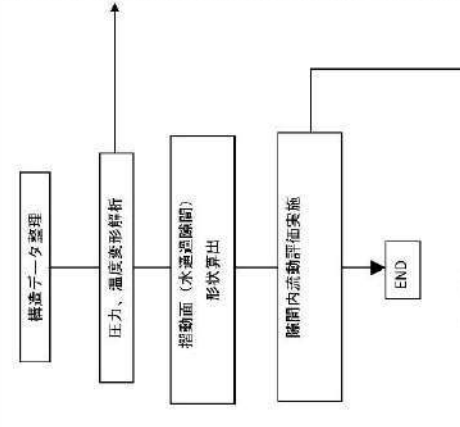 構造データ整理
圧力、温度変形解析
摺動面（水通過隙間）
形状算出
隙間内流動評価実施
END